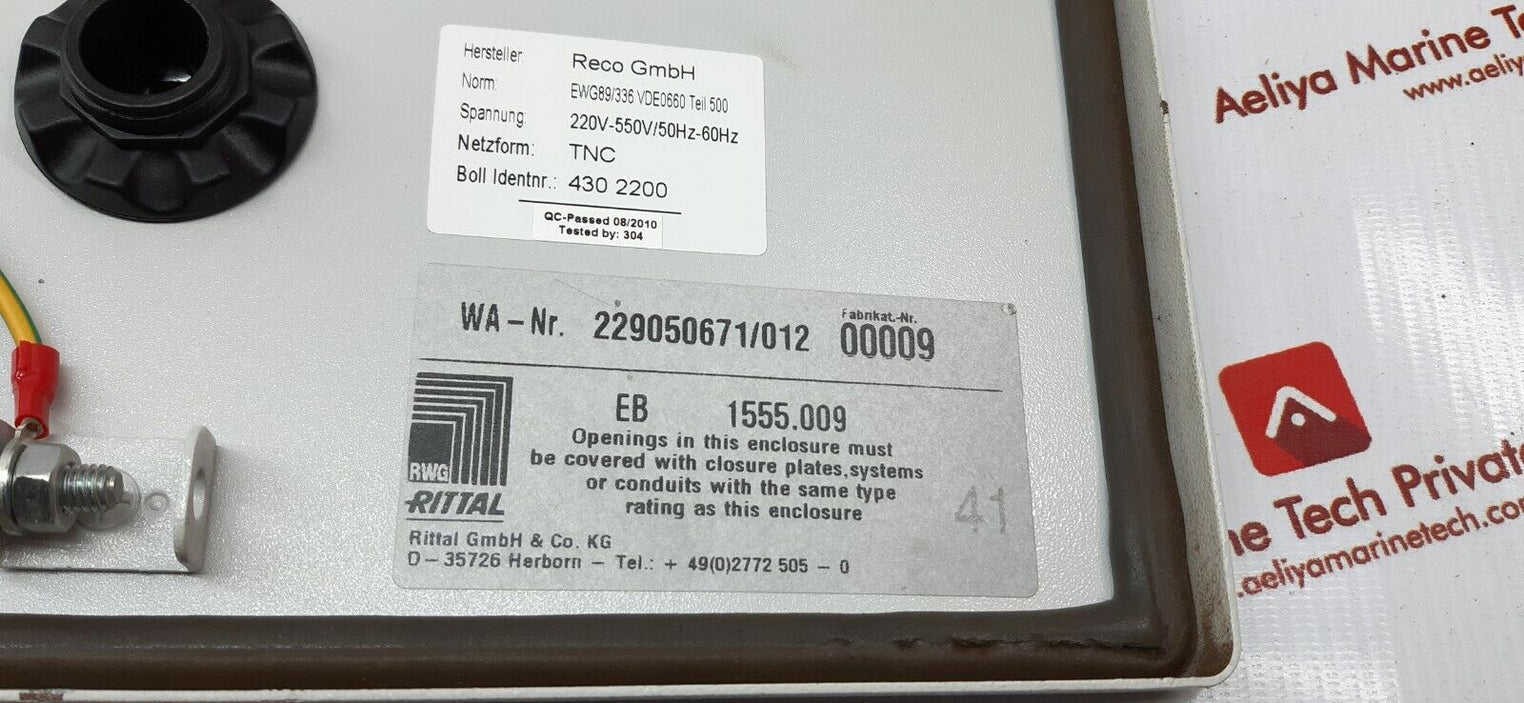 Hersteller: Reco GmbH
Norm: EWG89/336 VDE0660 Teil 500
Spannung: 220V-550V/50Hz-60Hz
Netzform: TNC
Boll Identnr.: 430 2200
QC-Passed 08/2010
Tested by: 304
WA – Nr. 229050671/012 Fabrikat.-Nr. 00009
EB 1555.009
Openings in this enclosure must
be covered with closure plates,systems
or conduits with the same type
rating as this enclosure
41
RWG
RITTAL
Rittal GmbH & Co. KG
D – 35726 Herborn – Tel.: + 49(0)2772 505 – 0
Aeliya Marine
www.aeliy
Tech Private
.aeliyamarinetech.com